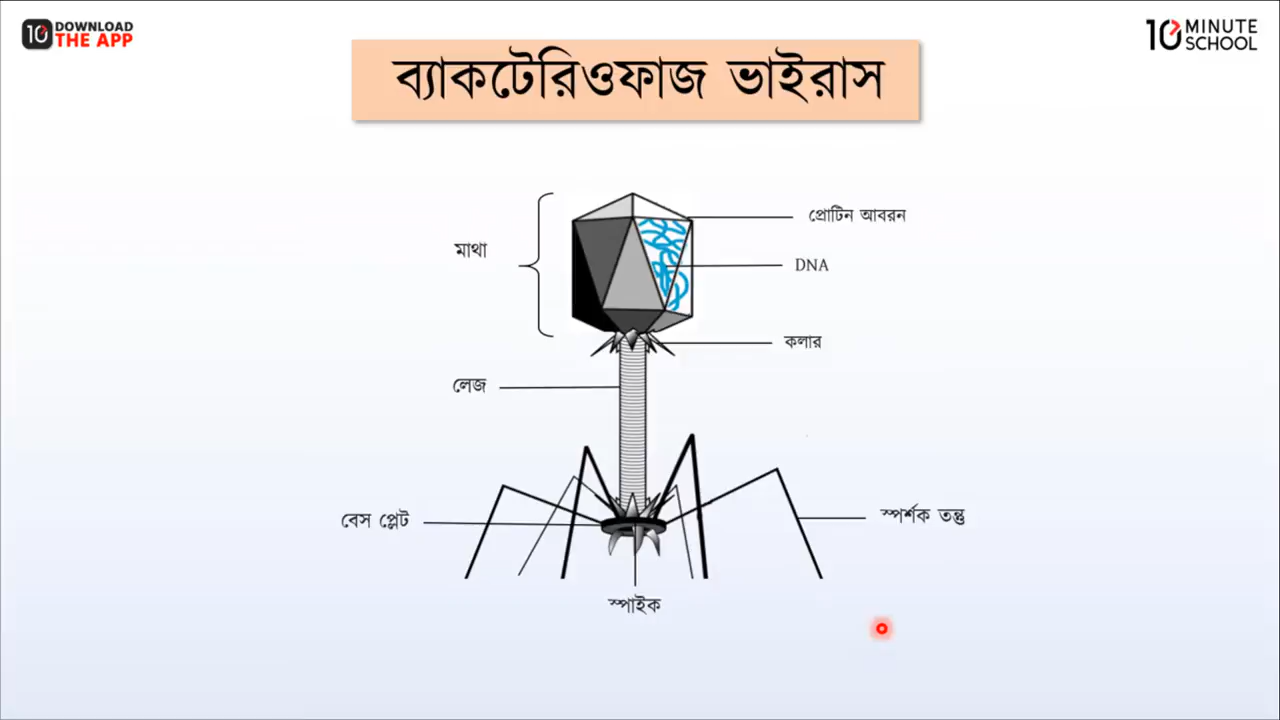 DOWNLOAD
THE APP
10 MINUTE
SCHOOL
ব্যাকটেরিওফাজ ভাইরাস
প্রোটিন আবরন
মাথা
DNA
কলার
লেজ
বেস প্লেট
স্পর্শক তন্তু
স্পাইক